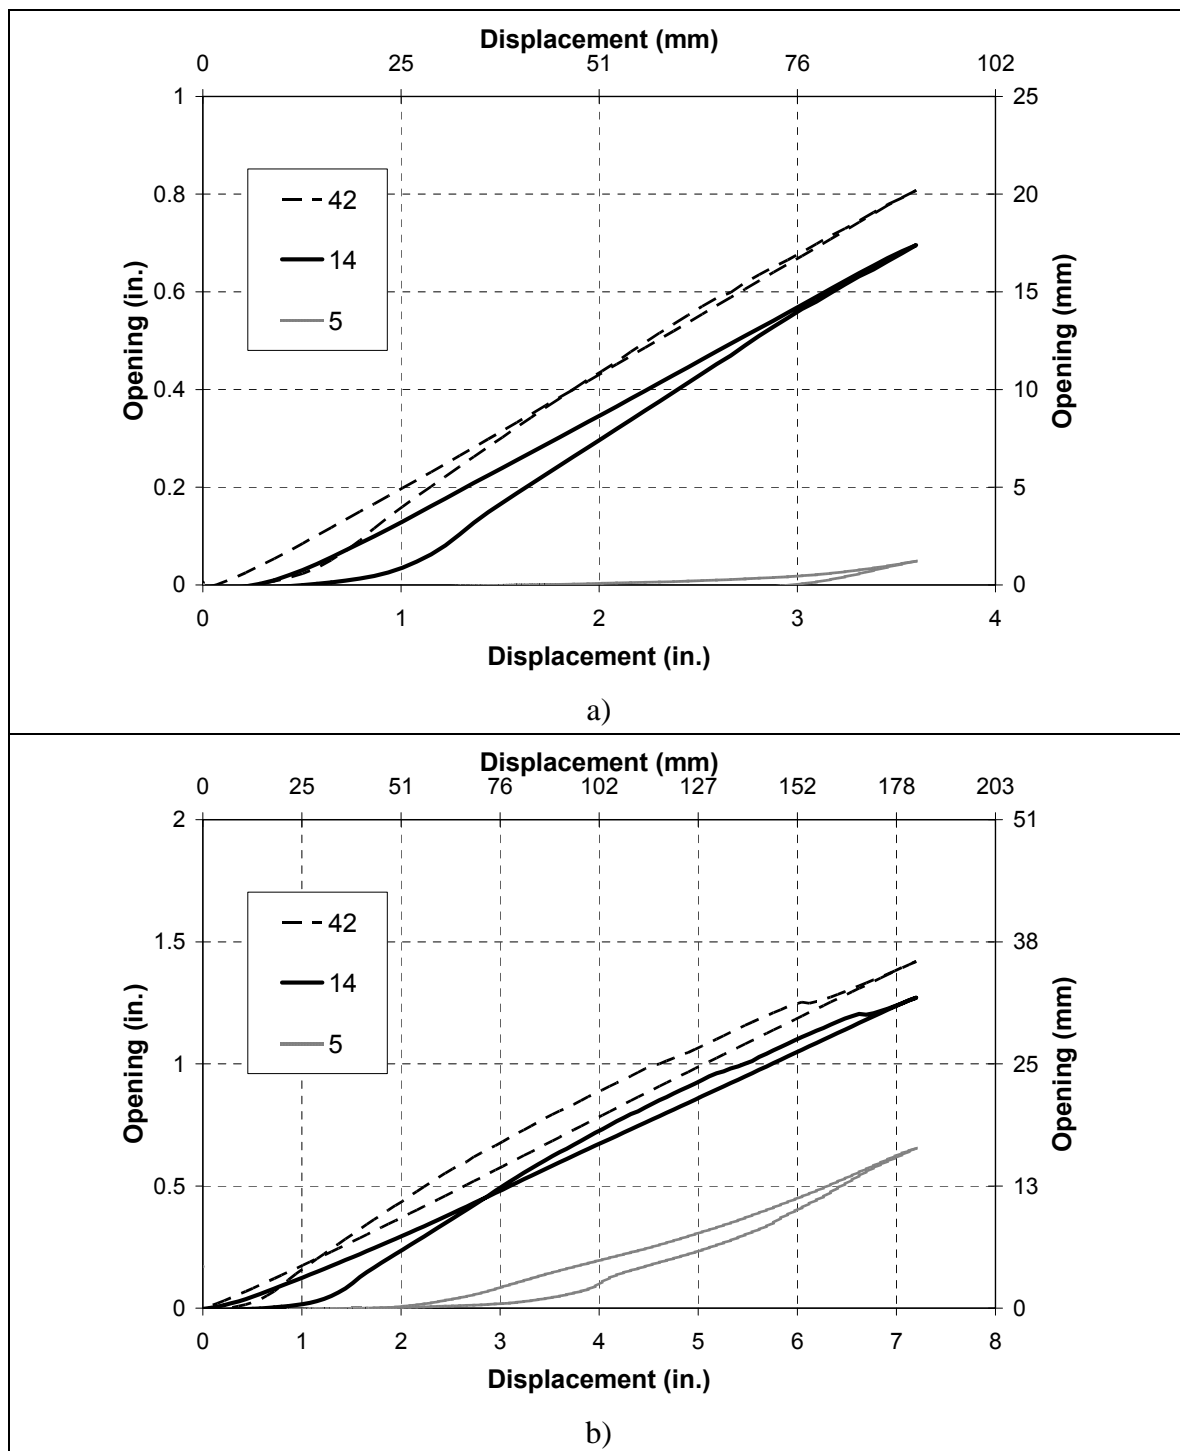 Displacement (mm)
0 25 51 76 102
1 25
0.8 20
0.6 15
0.4 10
0.2 5
0 0
42
14
5
Opening (in.)
Opening (mm)
0 1 2 3 4
Displacement (in.)
a)
Displacement (mm)
0 25 51 76 102 127 152 178 203
2 51
1.5 38
1 25
0.5 13
0 0
42
14
5
Opening (in.)
Opening (mm)
0 1 2 3 4 5 6 7 8
Displacement (in.)
b)